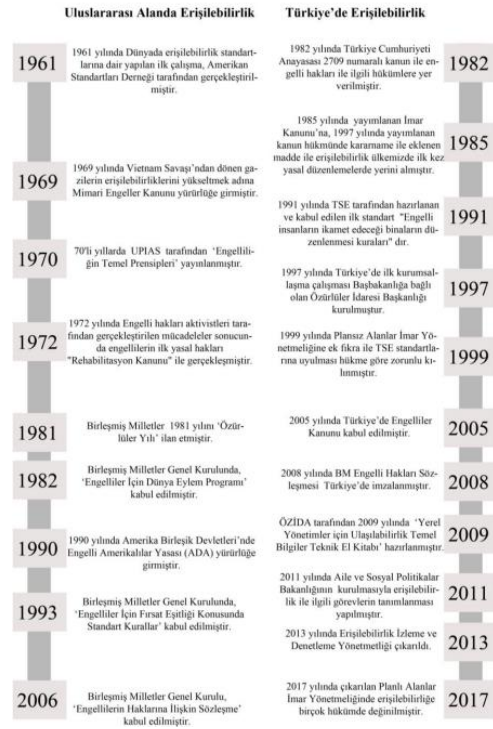 Uluslararası Alanda Erişilebilirlik
1961
1961 yılında Dünyada erişilebilirlik standart-
larına dair yapılan ilk çalışma, Amerikan
Standartları Derneği tarafından gerçekleştiril-
miştir.
1969
1969 yılında Vietnam Savaşı'ndan dönen ga-
zilerin erişilebilirliklerini yükseltmek adına
Mimari Engeller Kanunu yürürlüğe girmiştir.
1970
70'li yıllarda UPIAS tarafından 'Engellili-
ğin Temel Prensipleri' yayınlanmıştır.
1972
1972 yılında Engelli hakları aktivistleri tara-
fından gerçekleştirilen mücadeleler sonucun-
da engellilerin ilk yasal hakları
"Rehabilitasyon Kanunu" ile gerçekleşmiştir.
1981
Birleşmiş Milletler 1981 yılını 'Özür-
lüler Yılı' ilan etmiştir.
1982
Birleşmiş Milletler Genel Kurulunda,
'Engelliler İçin Dünya Eylem Programı'
kabul edilmiştir.
1990
1990 yılında Amerika Birleşik Devletleri'nde
Engelli Amerikalılar Yasası (ADA) yürürlüğe
girmiştir.
1993
Birleşmiş Milletler Genel Kurulunda,
'Engelliler İçin Fırsat Eşitliği Konusunda
Standart Kurallar' kabul edilmiştir.
2006
Birleşmiş Milletler Genel Kurulu,
'Engellilerin Haklarına İlişkin Sözleşme'
kabul edilmiştir.
Türkiye'de Erişilebilirlik
1982 yılında Türkiye Cumhuriyeti
Anayasası 2709 numaralı kanun ile en-
gelli hakları ile ilgili hükümlere yer
verilmiştir.
1982
1985 yılında yayımlanan İmar
Kanunu'na, 1997 yılında yayımlanan
kanun hükmünde kararname ile eklenen
madde ile erişilebilirlik ülkemizde ilk kez
yasal düzenlemelerde yerini almıştır.
1985
1991 yılında TSE tarafından hazırlanan
ve kabul edilen ilk standart "Engelli
insanların ikamet edeceği binaların dü-
zenlenmesi kuraları" dır.
1991
1997 yılında Türkiye'de ilk kurumsal-
laşma çalışması Başbakanlığa bağlı
olan Özürlüler İdaresi Başkanlığı
kurulmuştur.
1997
1999 yılında Plansız Alanlar İmar Yö-
netmeliğine ek fıkra ile TSE standartla-
rına uyulması hükme göre zorunlu kı-
lınmıştır.
1999
2005 yılında Türkiye'de Engelliler
Kanunu kabul edilmiştir.
2005
2008 yılında BM Engelli Hakları Söz-
leşmesi Türkiye'de imzalanmıştır.
2008
ÖZİDA tarafından 2009 yılında 'Yerel
Yönetimler için Ulaşılabilirlik Temel
Bilgiler Teknik El Kitabı' hazırlanmıştır.
2009
2011 yılında Aile ve Sosyal Politikalar
Bakanlığının kurulmasıyla erişilebilir-
lik ile ilgili görevlerin tanımlanması
yapılmıştır.
2011
2013 yılında Erişilebilirlik İzleme ve
Denetleme Yönetmeliği çıkarıldı.
2013
2017 yılında çıkarılan Planlı Alanlar
İmar Yönetmeliğinde erişilebilirliğe
birçok hükümde değinilmiştir.
2017